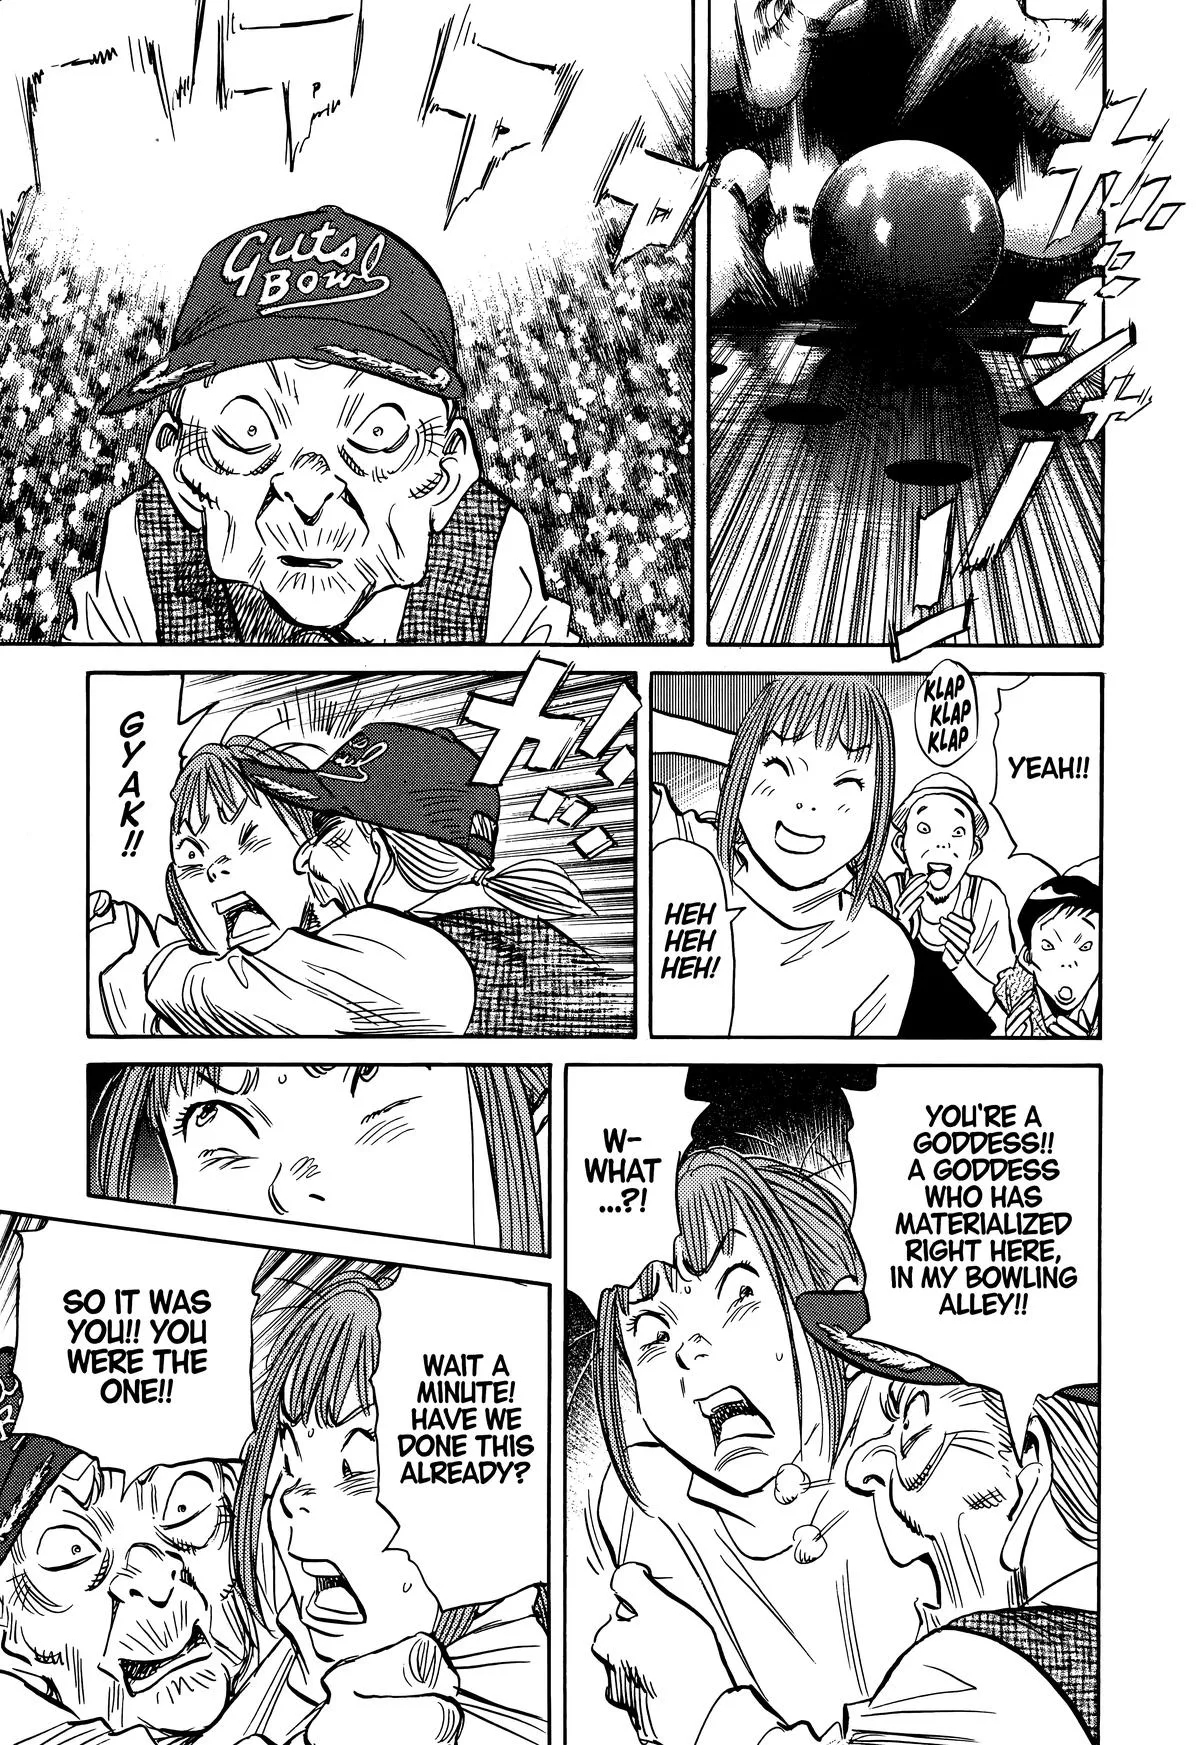 Guts
Bowl
KLAP
KLAP
KLAP
YEAH!!
HEH
HEH
HEH!
GYAK!!
YOU'RE A
GODDESS!!
A GODDESS
WHO HAS
MATERIALIZED
RIGHT HERE,
IN MY BOWLING
ALLEY!!
W-
WHAT
...?!
WAIT A
MINUTE!
HAVE WE
DONE THIS
ALREADY?
SO IT WAS
YOU!! YOU
WERE THE
ONE!!